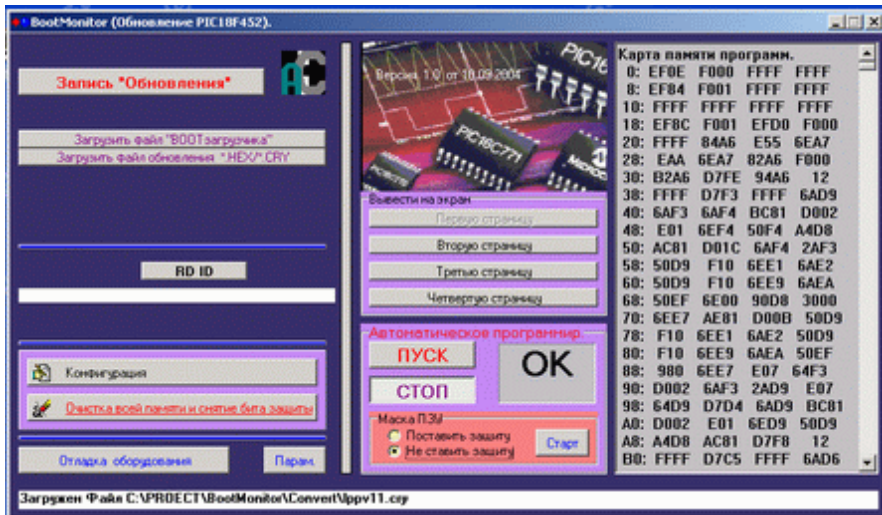 BootMonitor (Обновление PIC18F452).
Запись "Обновления"
Загрузить файл "BOOTзагрузчика"
Загрузить файл обновления *.HEX/*.CRY
RD ID
Конфигурация
Очистка всей памяти и снятие бита защиты
Отладка оборудования
Парам.
Версия 1.0 от 18.09.2004
PIC16
PIC16C771
Вывести на экран
Первую страницу
Вторую страницу
Третью страницу
Четвертую страницу
Автоматическое программир.
ПУСК
OK
СТОП
Маска ПЗУ
Поставить защиту
Не ставить защиту
Старт
Карта памяти программ.
0: EF0E F000 FFFF FFFF
8: EF84 F001 FFFF FFFF
10: FFFF FFFF FFFF FFFF
18: EF8C F001 EFD0 F000
20: FFFF 84A6 E55 6EA7
28: EAA 6EA7 82A6 F000
30: B2A6 D7FE 94A6 12
38: FFFF D7F3 FFFF 6AD9
40: 6AF3 6AF4 BC81 D002
48: E01 6EF4 50F4 A4D8
50: AC81 D01C 6AF4 2AF3
58: 50D9 F10 6EE1 6AE2
60: 50D9 F10 6EE9 6AEA
68: 50EF 6E00 90D8 3000
70: 6EE7 AE81 D00B 50D9
78: F10 6EE1 6AE2 50D9
80: F10 6EE9 6AEA 50EF
88: 980 6EE7 E07 64F3
90: D002 6AF3 2AD9 E07
98: 64D9 D7D4 6AD9 BC81
A0: D002 E01 6ED9 50D9
A8: A4D8 AC81 D7F8 12
B0: FFFF D7C5 FFFF 6AD6
Загружен Файл C:\PROECT\BootMonitor\Convert\lppv11.cry